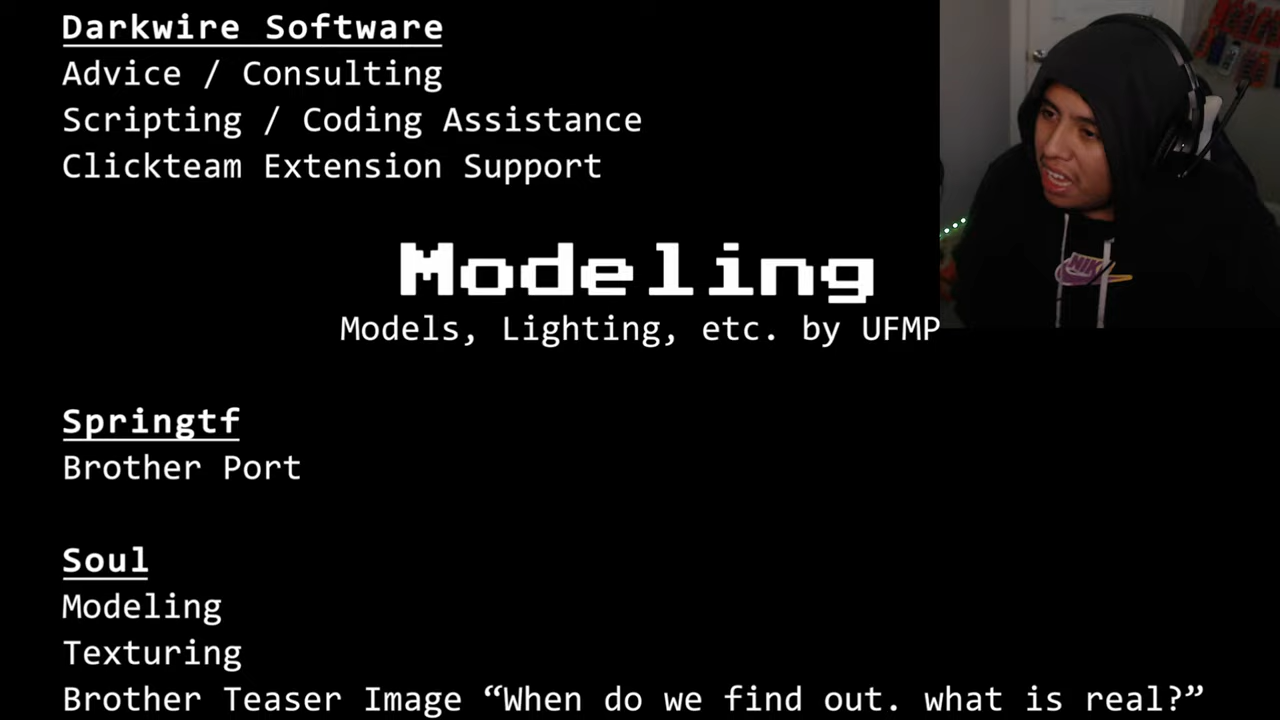 Darkwire Software
Advice / Consulting
Scripting / Coding Assistance
Clickteam Extension Support
Modeling
Models, Lighting, etc. by UFMP
Springtf
Brother Port
Soul
Modeling
Texturing
Brother Teaser Image “When do we find out. what is real?”